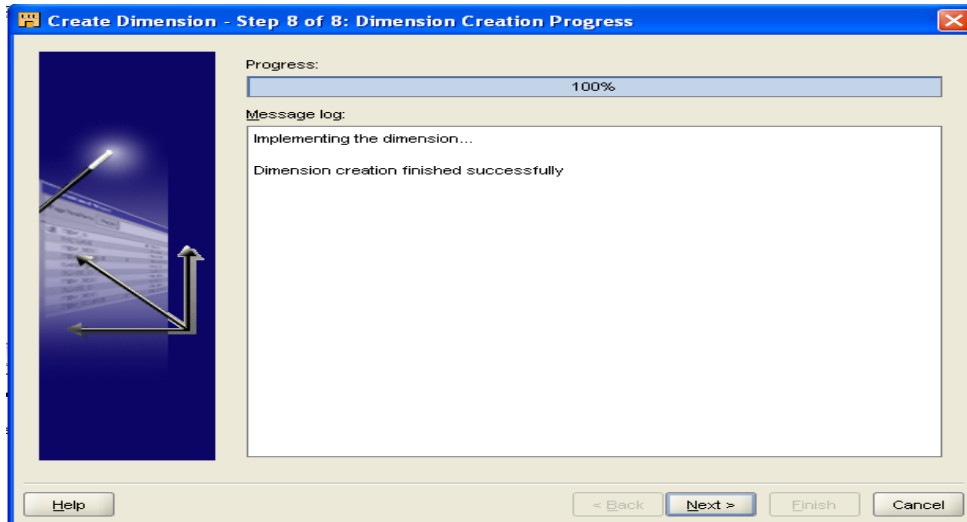 Create Dimension - Step 8 of 8: Dimension Creation Progress
Progress:
100%
Message log:
Implementing the dimension...
Dimension creation finished successfully
Help
< Back
Next >
Finish
Cancel